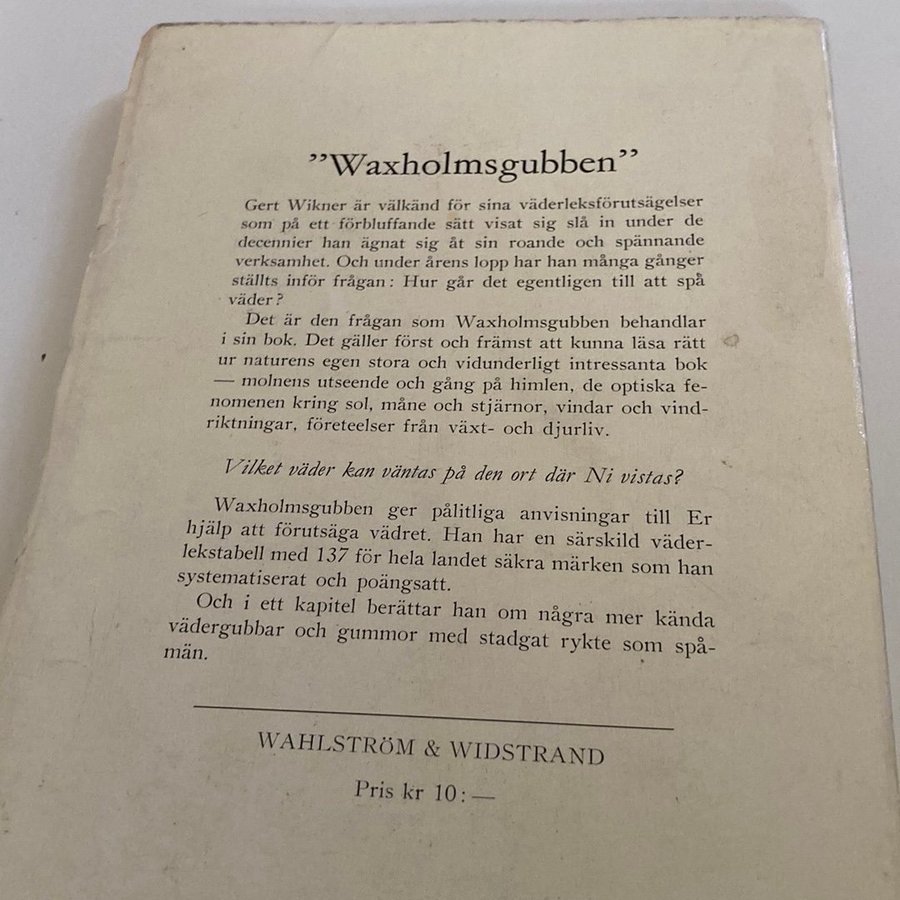 ”Waxholmsgubben”
Gert Wikner är välkänd för sina väderleksförutsägelser
som på ett förbluffande sätt visat sig slå in under de
decennier han ägnat sig åt sin roande och spännande
verksamhet. Och under årens lopp har han många gånger
ställts inför frågan: Hur går det egentligen till att spå
väder?
Det är den frågan som Waxholmsgubben behandlar
i sin bok. Det gäller först och främst att kunna läsa rätt
ur naturens egen stora och vidunderligt intressanta bok
— molnens utseende och gång på himlen, de optiska fe-
nomenen kring sol, måne och stjärnor, vindar och vind-
riktningar, företeelser från växt- och djurliv.
Vilket väder kan väntas på den ort där Ni vistas?
Waxholmsgubben ger pålitliga anvisningar till Er
hjälp att förutsäga vädret. Han har en särskild väder-
lekstabell med 137 för hela landet säkra märken som han
systematiserat och poängsatt.
Och i ett kapitel berättar han om några mer kända
vädergubbar och gummor med stadgat rykte som spå-
män.
WAHLSTRÖM & WIDSTRAND
Pris kr 10:—